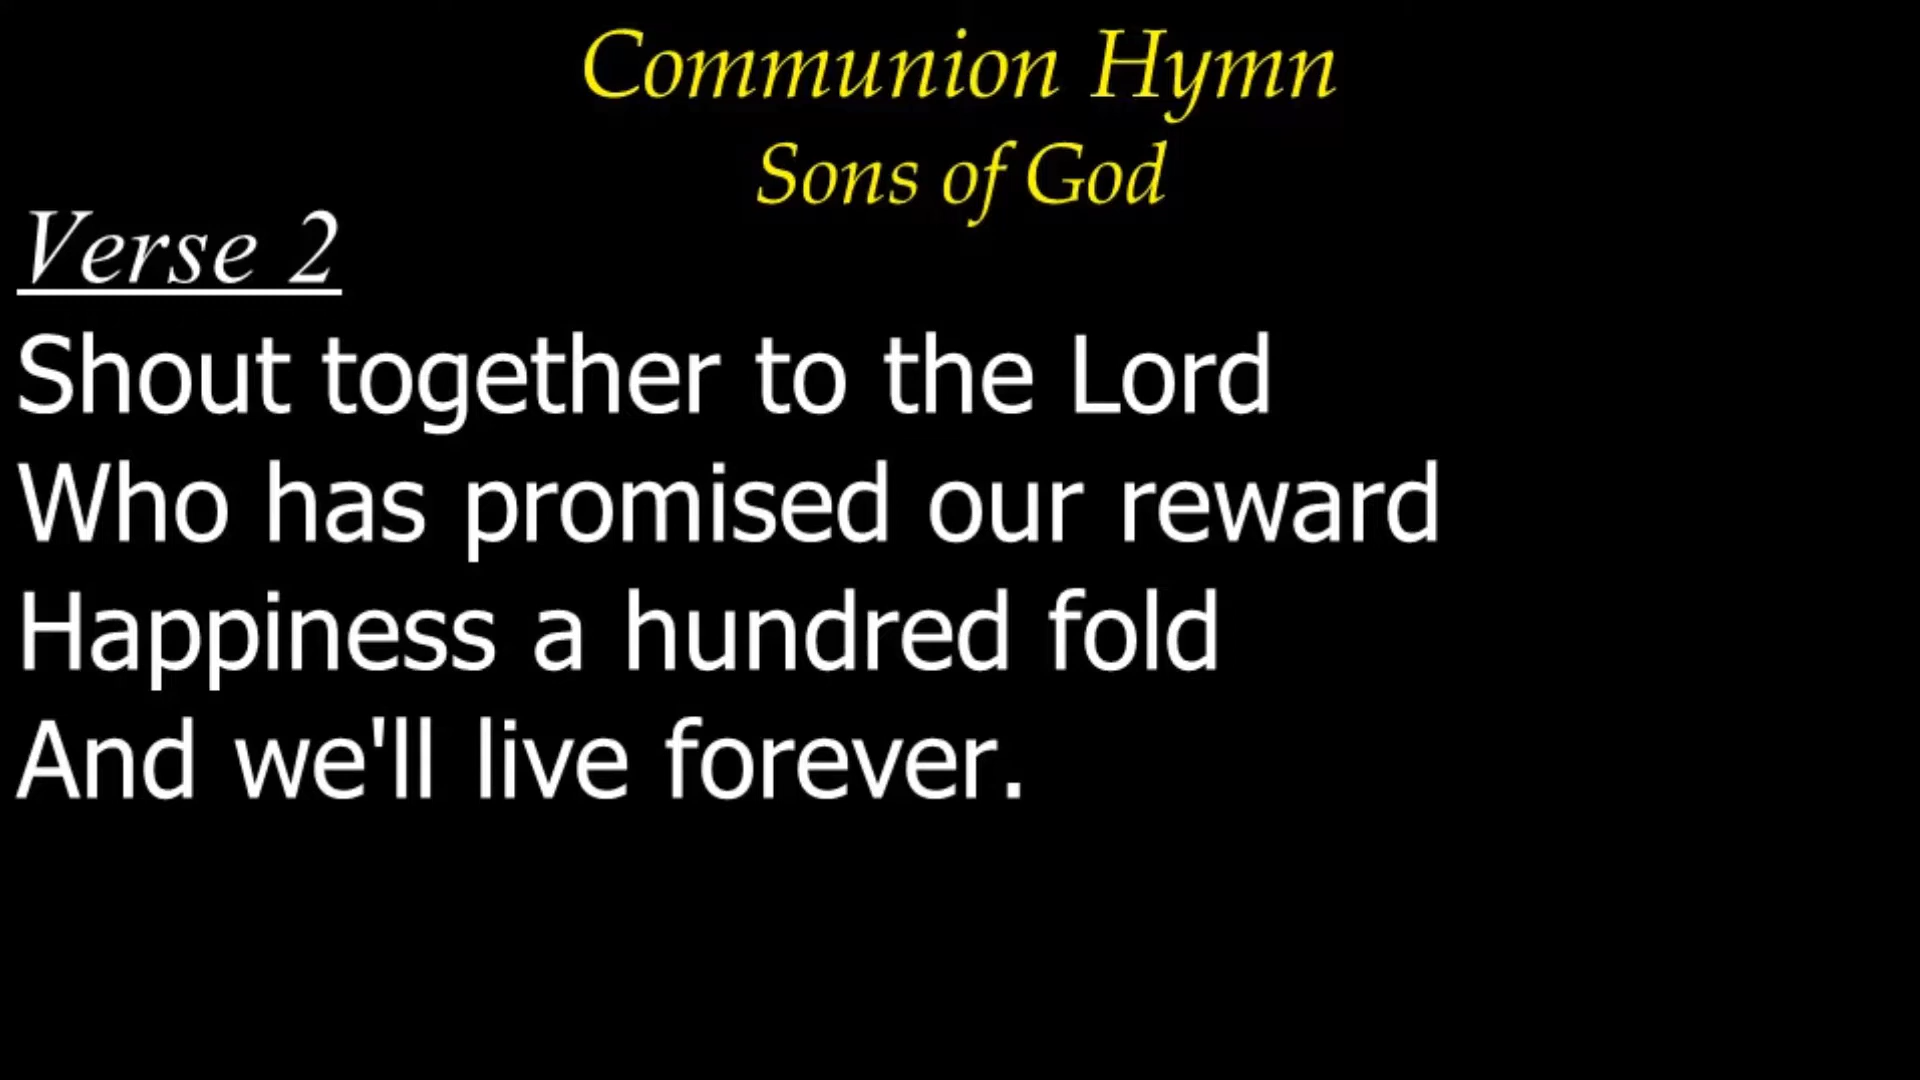 Communion Hymn
Sons of God
Verse 2
Shout together to the Lord
Who has promised our reward
Happiness a hundred fold
And we'll live forever.